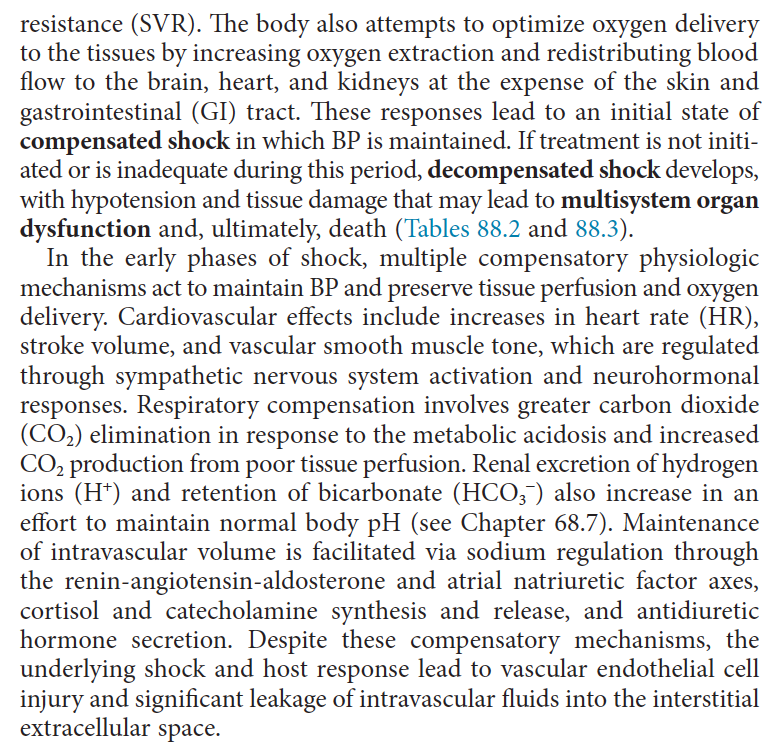 resistance (SVR). The body also attempts to optimize oxygen delivery
to the tissues by increasing oxygen extraction and redistributing blood
flow to the brain, heart, and kidneys at the expense of the skin and
gastrointestinal (GI) tract. These responses lead to an initial state of
compensated shock in which BP is maintained. If treatment is not initi-
ated or is inadequate during this period, decompensated shock develops,
with hypotension and tissue damage that may lead to multisystem organ
dysfunction and, ultimately, death (Tables 88.2 and 88.3).
In the early phases of shock, multiple compensatory physiologic
mechanisms act to maintain BP and preserve tissue perfusion and oxygen
delivery. Cardiovascular effects include increases in heart rate (HR),
stroke volume, and vascular smooth muscle tone, which are regulated
through sympathetic nervous system activation and neurohormonal
responses. Respiratory compensation involves greater carbon dioxide
(CO₂) elimination in response to the metabolic acidosis and increased
CO₂ production from poor tissue perfusion. Renal excretion of hydrogen
ions (H⁺) and retention of bicarbonate (HCO₃⁻) also increase in an
effort to maintain normal body pH (see Chapter 68.7). Maintenance
of intravascular volume is facilitated via sodium regulation through
the renin-angiotensin-aldosterone and atrial natriuretic factor axes,
cortisol and catecholamine synthesis and release, and antidiuretic
hormone secretion. Despite these compensatory mechanisms, the
underlying shock and host response lead to vascular endothelial cell
injury and significant leakage of intravascular fluids into the interstitial
extracellular space.